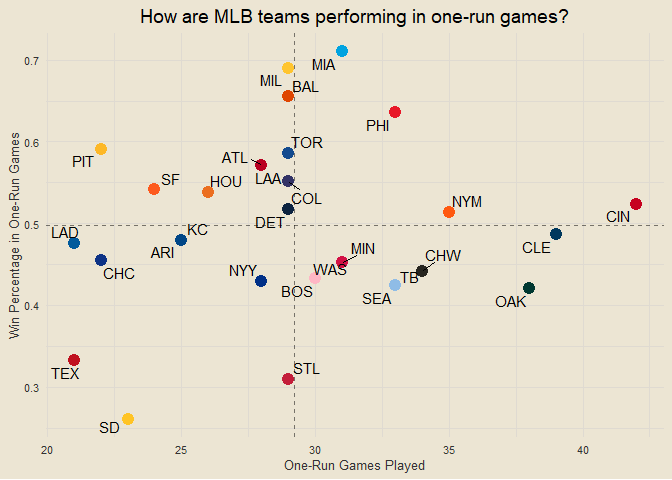 How are MLB teams performing in one-run games?
Win Percentage in One-Run Games
0.7
0.6
0.5
0.4
0.3
MIA
MIL
BAL
PHI
TOR
PIT
ATL
SF
HOU
LAA
COL
NYM
CIN
DET
KC
LAD
ARI
CLE
MIN
CHW
CHC
NYY
WAS
TB
BOS
SEA
OAK
TEX
STL
SD
20
25
30
35
40
One-Run Games Played